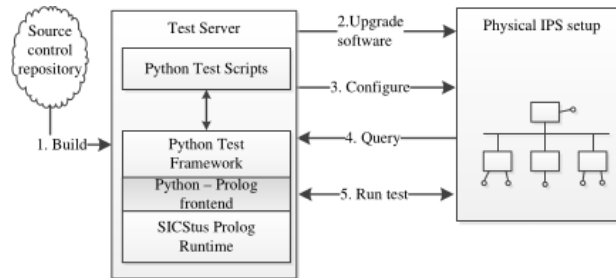 Source
control
repository
1. Build
Test Server
Python Test Scripts
Python Test
Framework
Python – Prolog
frontend
SICStus Prolog
Runtime
2.Upgrade
software
3. Configure
4. Query
5. Run test
Physical IPS setup